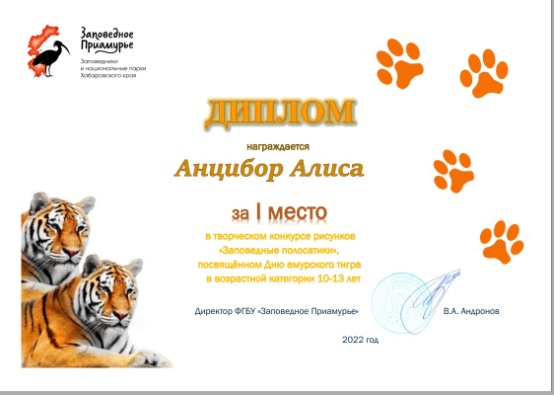 Заповедное
Приамурье
Заповедники
и национальные парки
Хабаровского края
ДИПЛОМ
награждается
Анцибор Алиса
за I место
в творческом конкурсе рисунков
«Заповедные полосатики»,
посвящённом Дню амурского тигра
в возрастной категории 10-13 лет
Директор ФГБУ «Заповедное Приамурье»
В.А. Андронов
2022 год